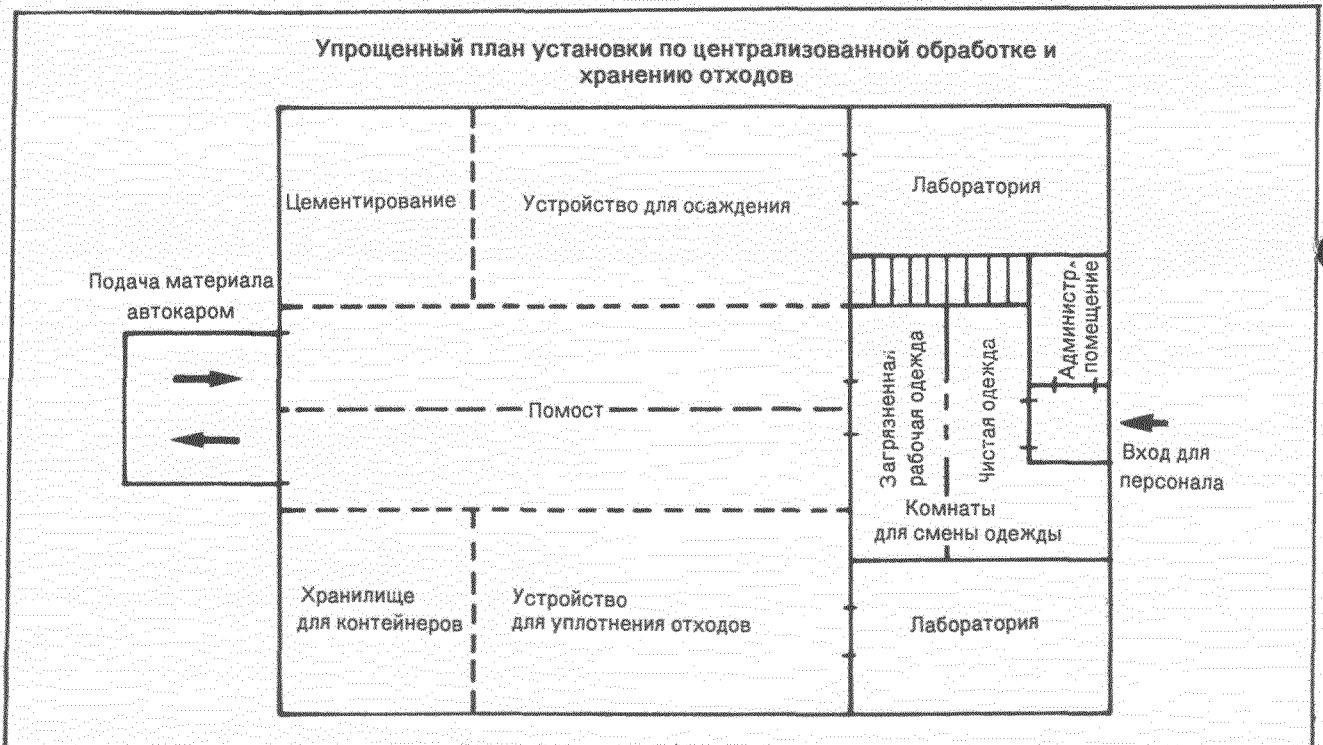 Упрощенный план установки по централизованной обработке и
хранению отходов
Цементирование
Устройство для осаждения
Лаборатория
Подача материала
автокаром
Администр.
помещение
Загрязненная
рабочая одежда
Чистая одежда
Помост
Вход для
персонала
Комнаты
для смены одежды
Хранилище
для контейнеров
Устройство
для уплотнения отходов
Лаборатория